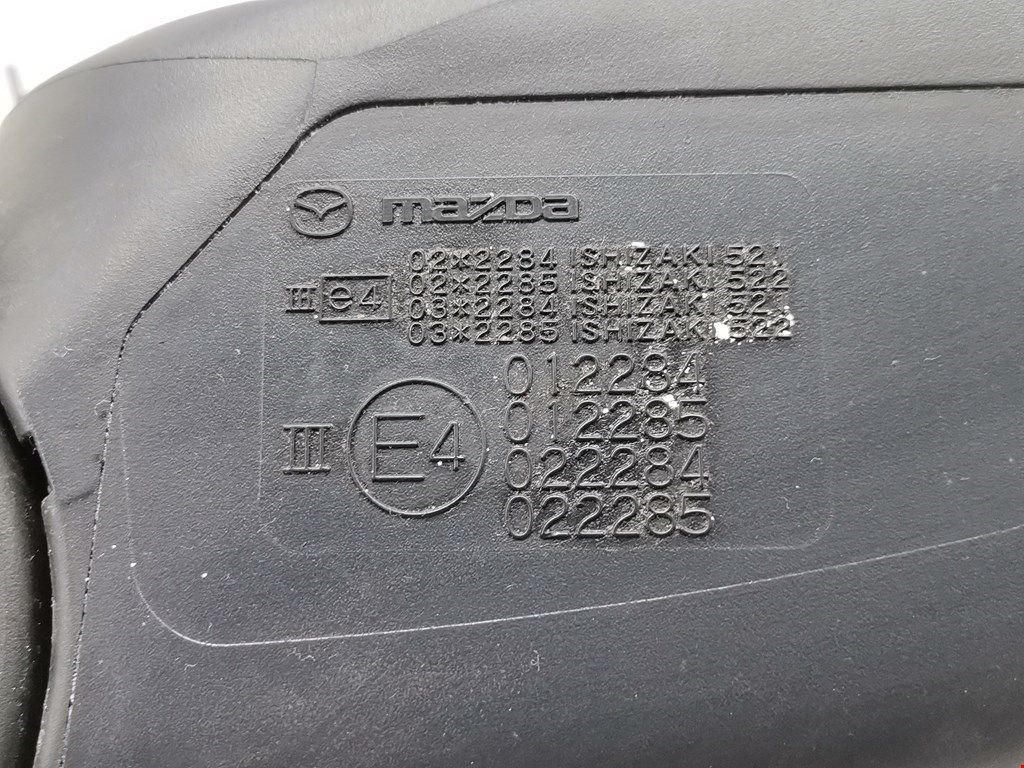 mazda
02*2284 ISHIZAKI 521
02*2285 ISHIZAKI 522
III e4
03*2284 ISHIZAKI 521
03*2285 ISHIZAKI 522
012284
012285
III E4
022284
022285